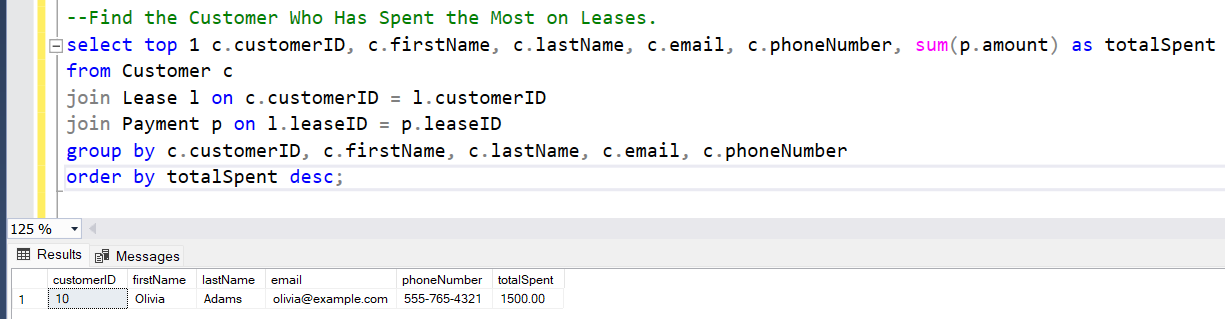 --Find the Customer Who Has Spent the Most on Leases.
select top 1 c.customerID, c.firstName, c.lastName, c.email, c.phoneNumber, sum(p.amount) as totalSpent
from Customer c
join Lease l on c.customerID = l.customerID
join Payment p on l.leaseID = p.leaseID
group by c.customerID, c.firstName, c.lastName, c.email, c.phoneNumber
order by totalSpent desc;
125 %
Results Messages
customerID firstName lastName email phoneNumber totalSpent
1 10 Olivia Adams olivia@example.com 555-765-4321 1500.00